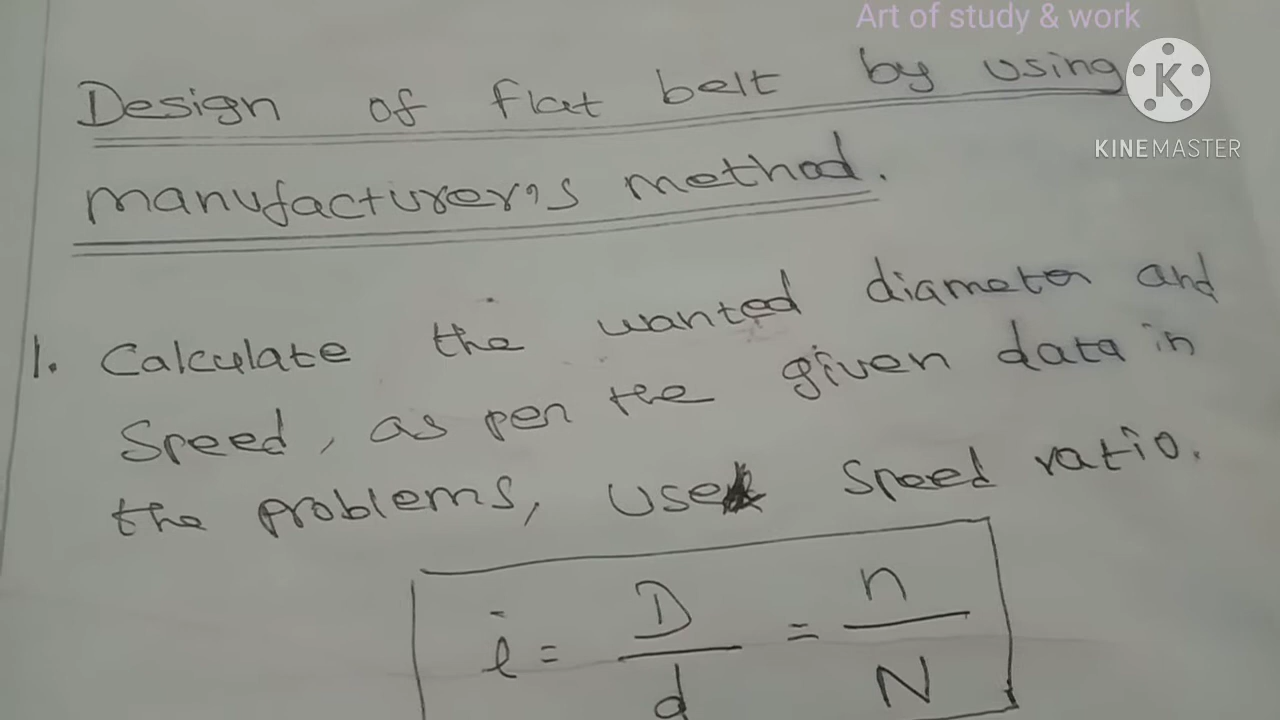 Art of study & work
K
KINEMASTER
Design of flat belt by using
manufacturer's method.
1. Calculate the wanted diameter and
Speed, as per the given data in
the problems, use speed ratio.
i = D/d = n/N